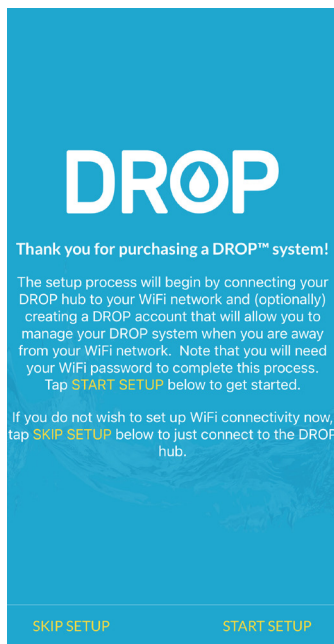 DROP
Thank you for purchasing a DROP™ system!
The setup process will begin by connecting your
DROP hub to your WiFi network and (optionally)
creating a DROP account that will allow you to
manage your DROP system when you are away
from your WiFi network.  Note that you will need
your WiFi password to complete this process.
Tap START SETUP below to get started.
If you do not wish to set up WiFi connectivity now,
tap SKIP SETUP below to just connect to the DROP
hub.
SKIP SETUP
START SETUP